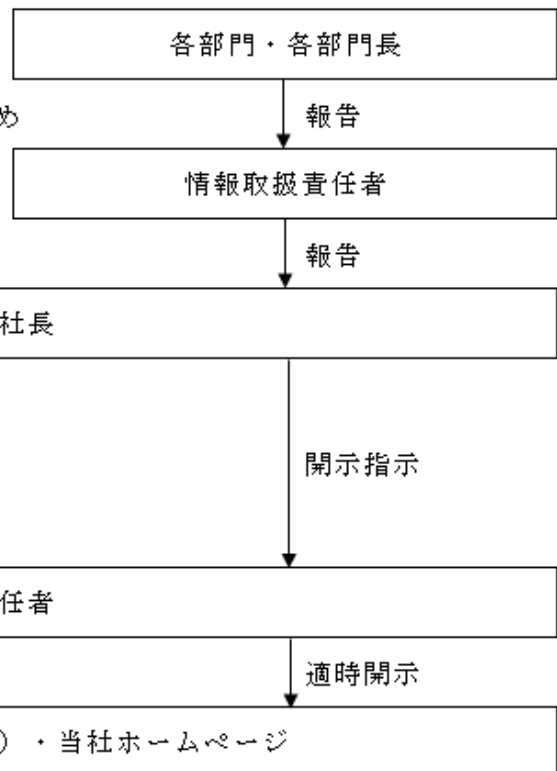 各部門・各部門長
め
報告
情報取扱責任者
報告
社長
開示指示
任者
適時開示
）・当社ホームページ